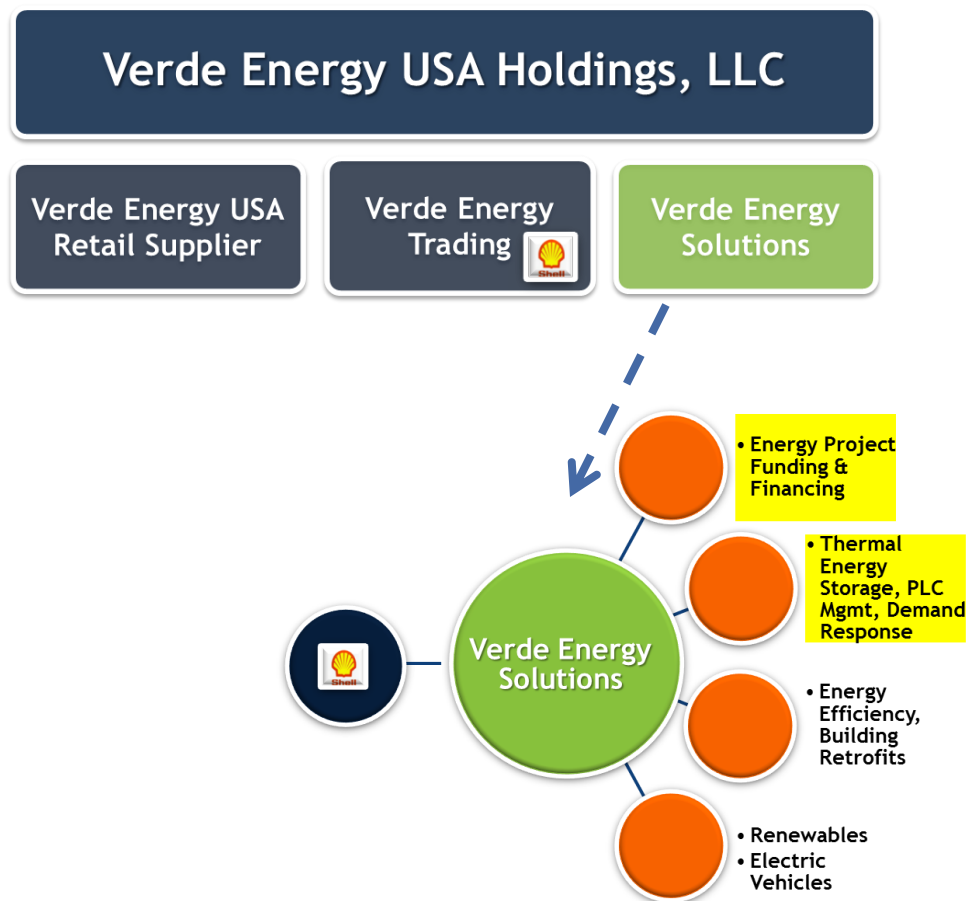 Verde Energy USA Holdings, LLC
Verde Energy USA
Retail Supplier
Verde Energy
Trading
Shell
Verde Energy
Solutions
• Energy Project
Funding &
Financing
• Thermal
Energy
Storage, PLC
Mgmt, Demand
Response
Verde Energy
Solutions
Shell
• Energy
Efficiency,
Building
Retrofits
• Renewables
• Electric
Vehicles